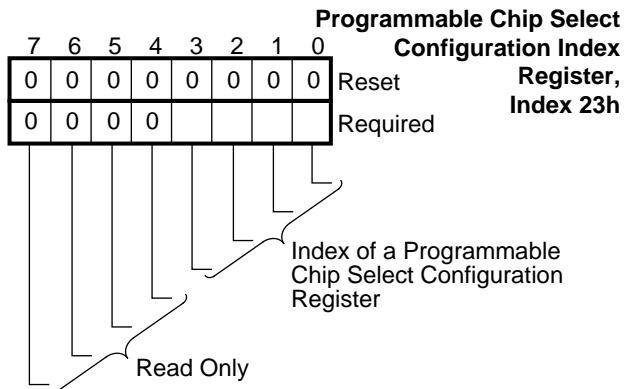 Programmable Chip Select
Configuration Index
Register,
Index 23h
7 6 5 4 3 2 1 0
0 0 0 0 0 0 0 0 Reset
0 0 0 0 Required
Index of a Programmable
Chip Select Configuration
Register
Read Only